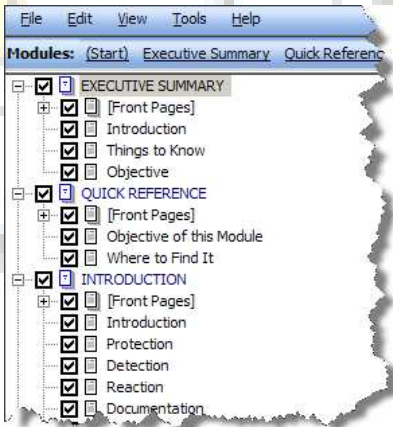 File Edit View Tools Help
Modules: (Start) Executive Summary Quick Referenc
EXECUTIVE SUMMARY
[Front Pages]
Introduction
Things to Know
Objective
QUICK REFERENCE
[Front Pages]
Objective of this Module
Where to Find It
INTRODUCTION
[Front Pages]
Introduction
Protection
Detection
Reaction
Documentation